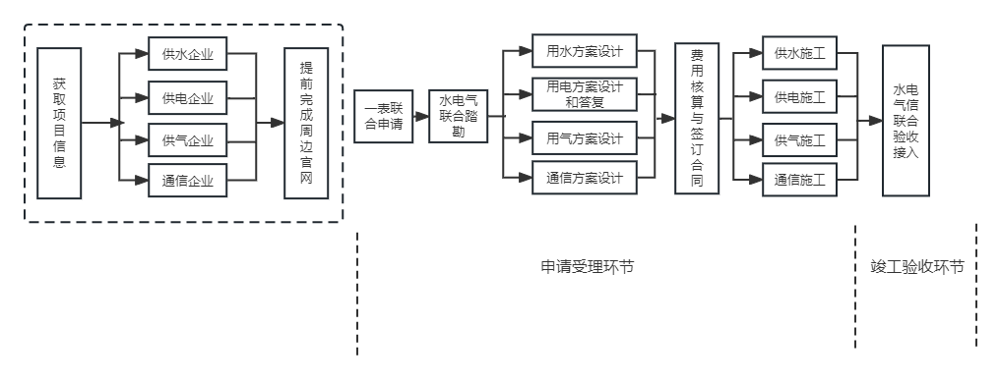 获取项目信息
供水企业
供电企业
供气企业
通信企业
提前完成周边官网
一表联
合申请
水电气
联合踏
勘
用水方案设计
用电方案设计
和答复
用气方案设计
通信方案设计
费用核算与签订合同
供水施工
供电施工
供气施工
通信施工
水电
气信
联合
验收
接入
申请受理环节
竣工验收环节